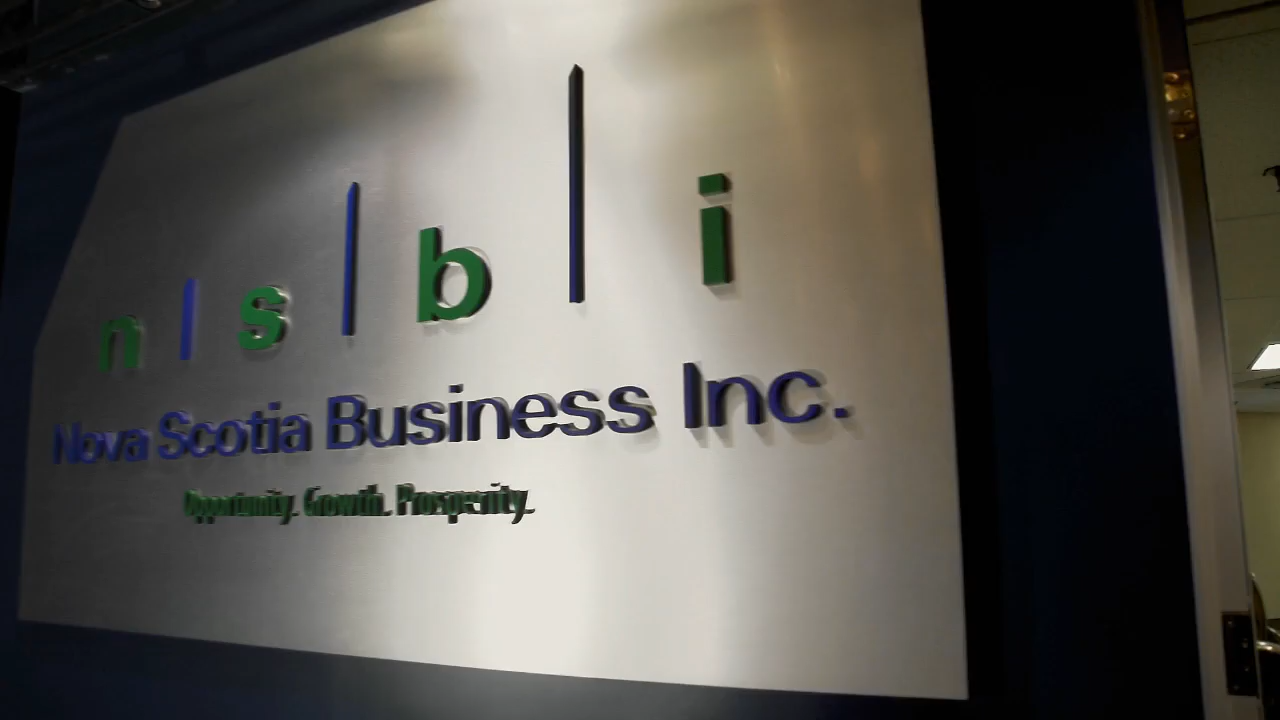 n | s | b | i
Nova Scotia Business Inc.
Opportunity. Growth. Prosperity.